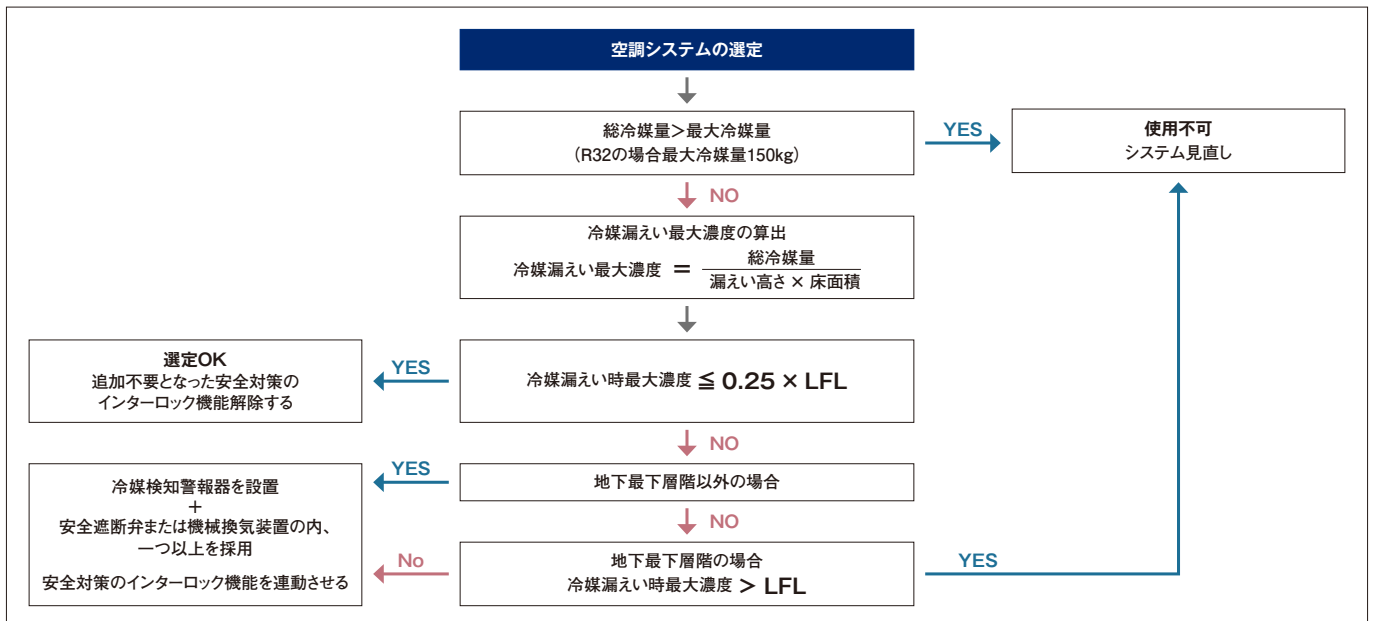 空調システムの選定
総冷媒量>最大冷媒量
(R32の場合最大冷媒量150kg)
YES
使用不可
システム見直し
NO
冷媒漏えい最大濃度の算出
冷媒漏えい最大濃度 = 総冷媒量
漏えい高さ × 床面積
選定OK
追加不要となった安全対策の
インターロック機能解除する
YES
冷媒漏えい時最大濃度 ≦ 0.25 × LFL
NO
冷媒検知警報器を設置
+
安全遮断弁または機械換気装置の内、
一つ以上を採用
安全対策のインターロック機能を連動させる
YES
地下最下層階以外の場合
NO
No
地下最下層階の場合
冷媒漏えい時最大濃度 > LFL
YES